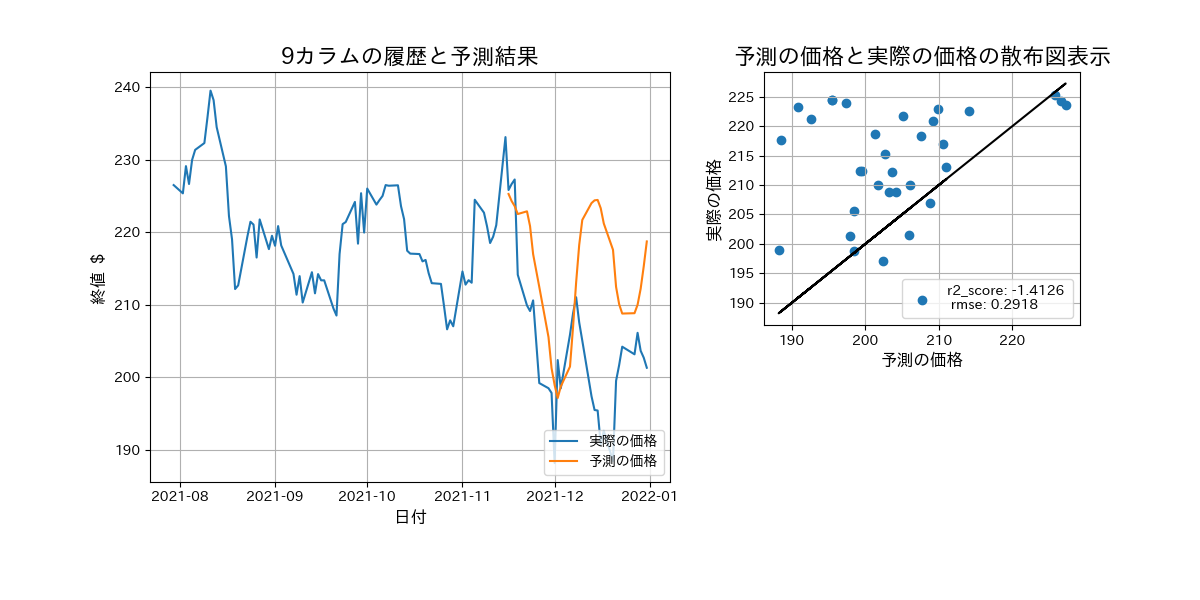 9カラムの履歴と予測結果
240
230
220
210
200
190
終値 $
2021-08 2021-09 2021-10 2021-11 2021-12 2022-01
日付
実際の価格
予測の価格
予測の価格と実際の価格の散布図表示
225
220
215
210
205
200
195
190
実際の価格
190 200 210 220
予測の価格
r2_score: -1.4126
rmse: 0.2918